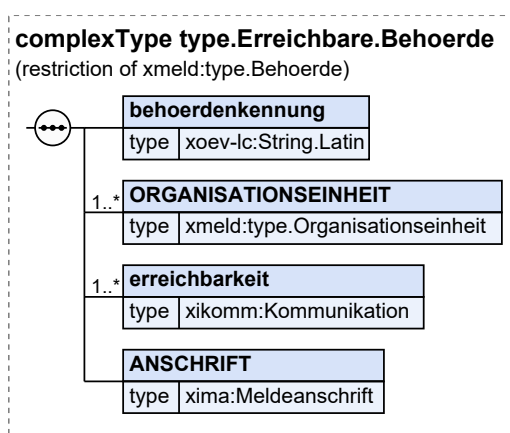 complexType type.Erreichbare.Behoerde
(restriction of xmeld:type.Behoerde)
behoerdenkennung
type xoev-lc:String.Latin
1..* ORGANISATIONSEINHEIT
type xmeld:type.Organisationseinheit
1..* erreichbarkeit
type xikomm:Kommunikation
ANSCHRIFT
type xima:Meldeanschrift